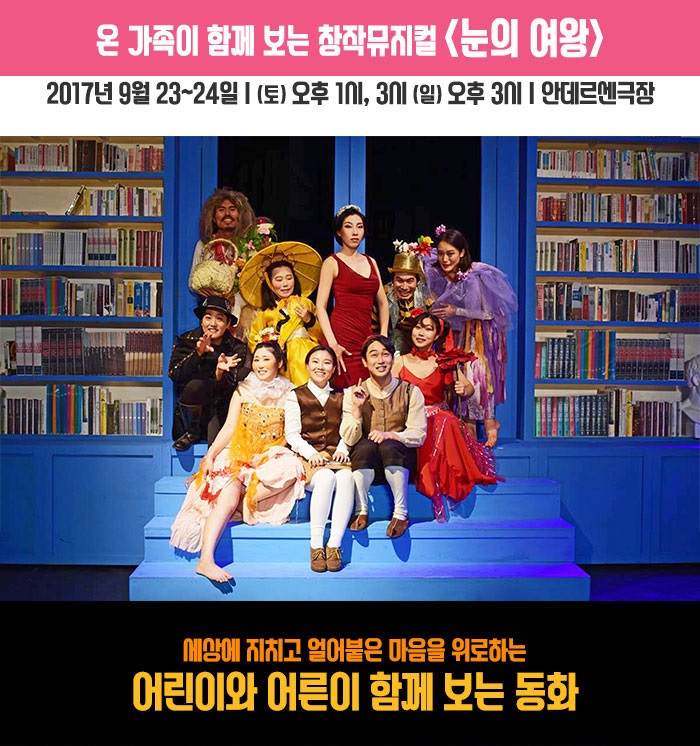 온 가족이 함께 보는 창작뮤지컬 <눈의 여왕>
2017년 9월 23~24일 | (토) 오후 1시, 3시 (일) 오후 3시 | 안데르센극장
세상에 지치고 얼어붙은 마음을 위로하는
어린이와 어른이 함께 보는 동화